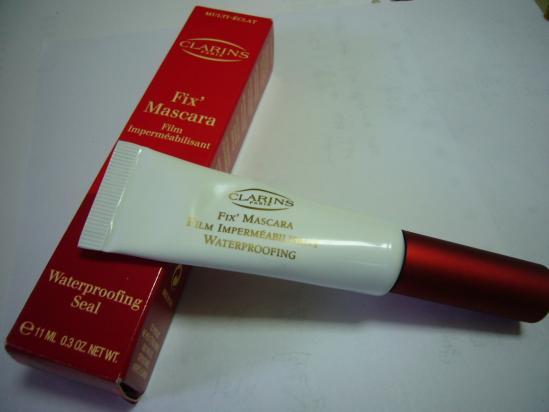 MULTI-ÉCLAT
CLARINS
PARIS
Fix'
Mascara
Film
Imperméabilisant
Waterproofing
Seal
e 11 ML 0.3 OZ. NET WT.
CLARINS
PARIS
FIX' MASCARA
FILM IMPERMÉABILISANT
WATERPROOFING